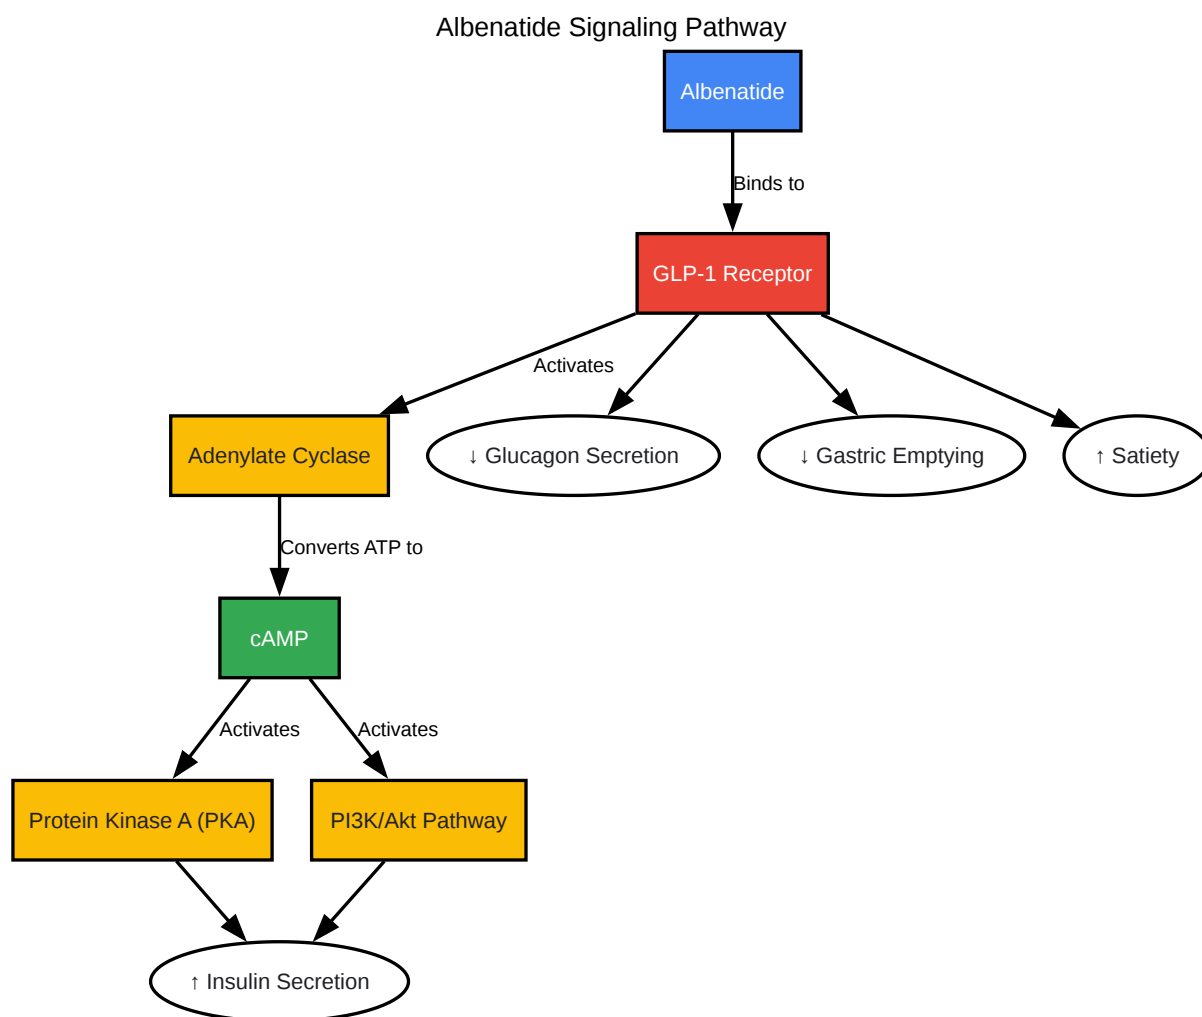 Albenatide Signaling Pathway
Albenatide
Binds to
GLP-1 Receptor
Activates
Adenylate Cyclase
↓ Glucagon Secretion
↓ Gastric Emptying
↑ Satiety
Converts ATP to
cAMP
Activates
Activates
Protein Kinase A (PKA)
PI3K/Akt Pathway
↑ Insulin Secretion